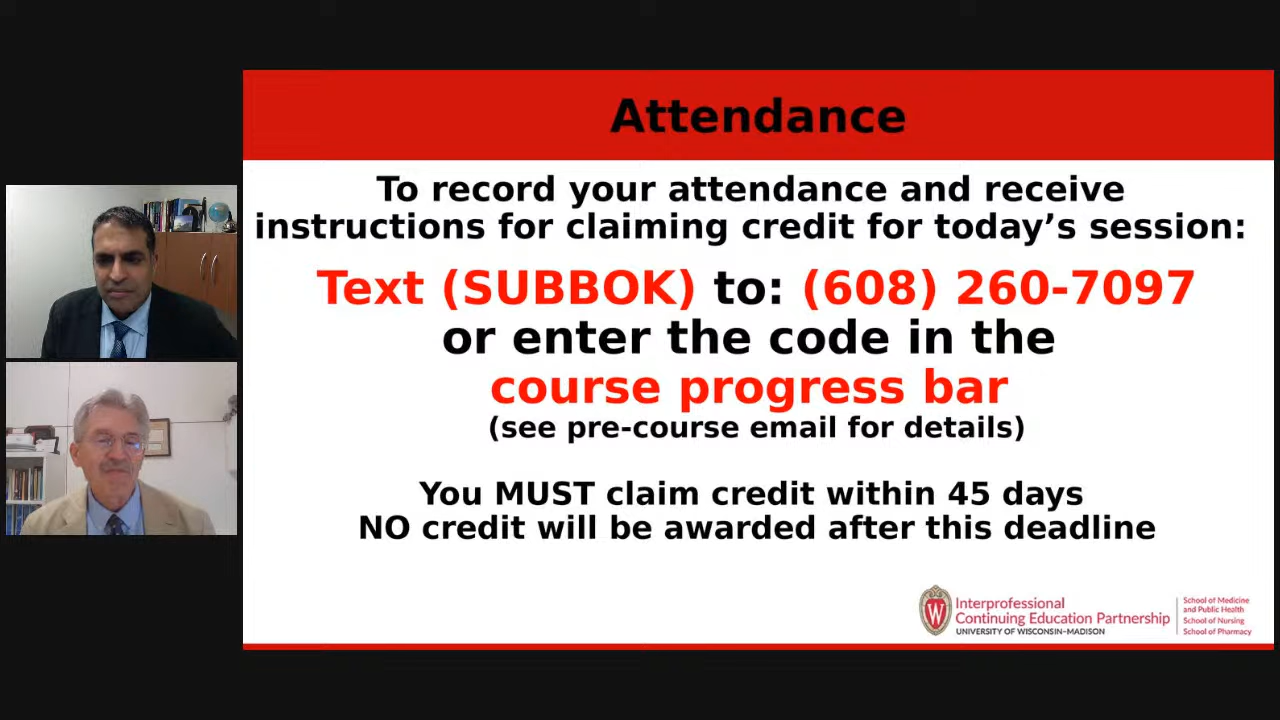 Attendance
To record your attendance and receive
instructions for claiming credit for today’s session:
Text (SUBBOK) to: (608) 260-7097
or enter the code in the
course progress bar
(see pre-course email for details)
You MUST claim credit within 45 days
NO credit will be awarded after this deadline
W
Interprofessional
Continuing Education Partnership
UNIVERSITY OF WISCONSIN–MADISON
School of Medicine
and Public Health
School of Nursing
School of Pharmacy